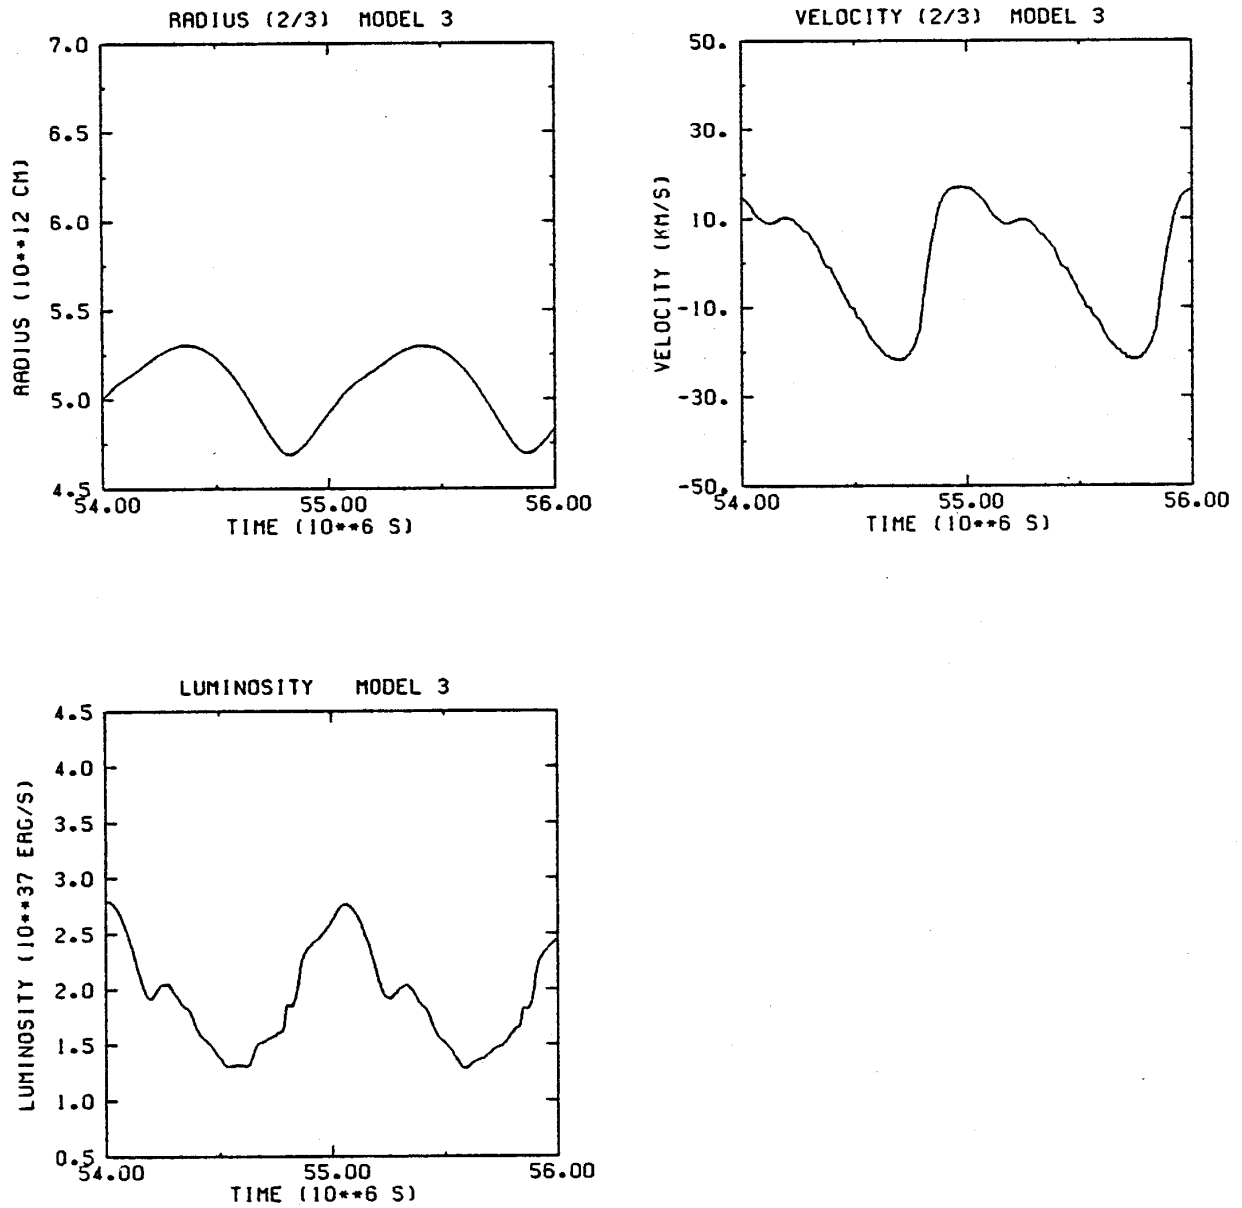 RADIUS (2/3) MODEL 3
7.0
6.5
6.0
5.5
5.0
4.5
RADIUS (10**12 CM)
54.00 55.00 56.00
TIME (10**6 S)
VELOCITY (2/3) MODEL 3
50.
30.
10.
-10.
-30.
-50.
VELOCITY (KM/S)
54.00 55.00 56.00
TIME (10**6 S)
LUMINOSITY MODEL 3
4.5
4.0
3.5
3.0
2.5
2.0
1.5
1.0
0.5
LUMINOSITY (10**37 ERG/S)
54.00 55.00 56.00
TIME (10**6 S)